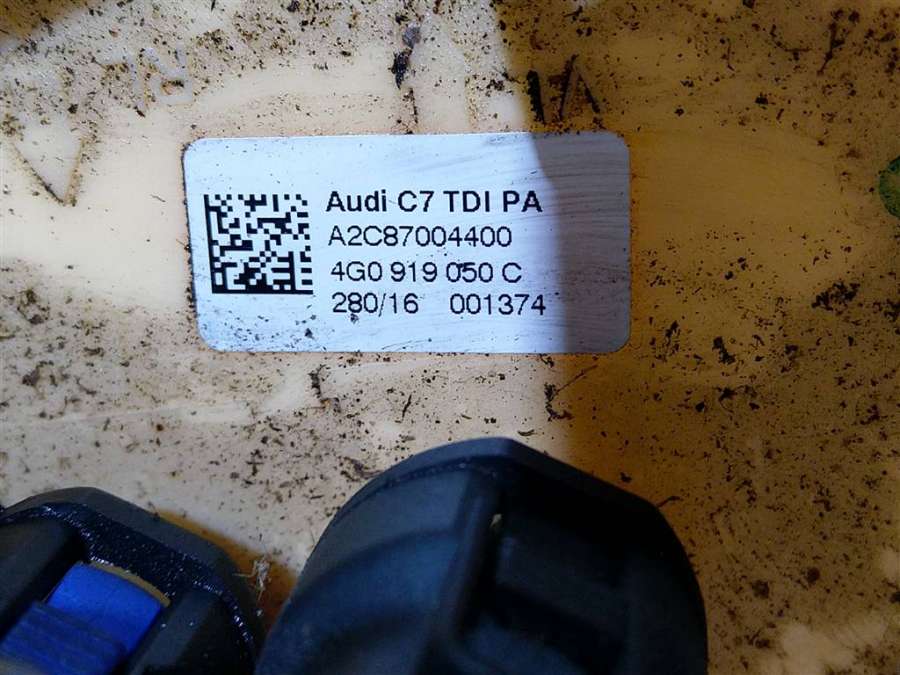 Audi C7 TDI PA
A2C87004400
4G0 919 050 C
280/16 001374